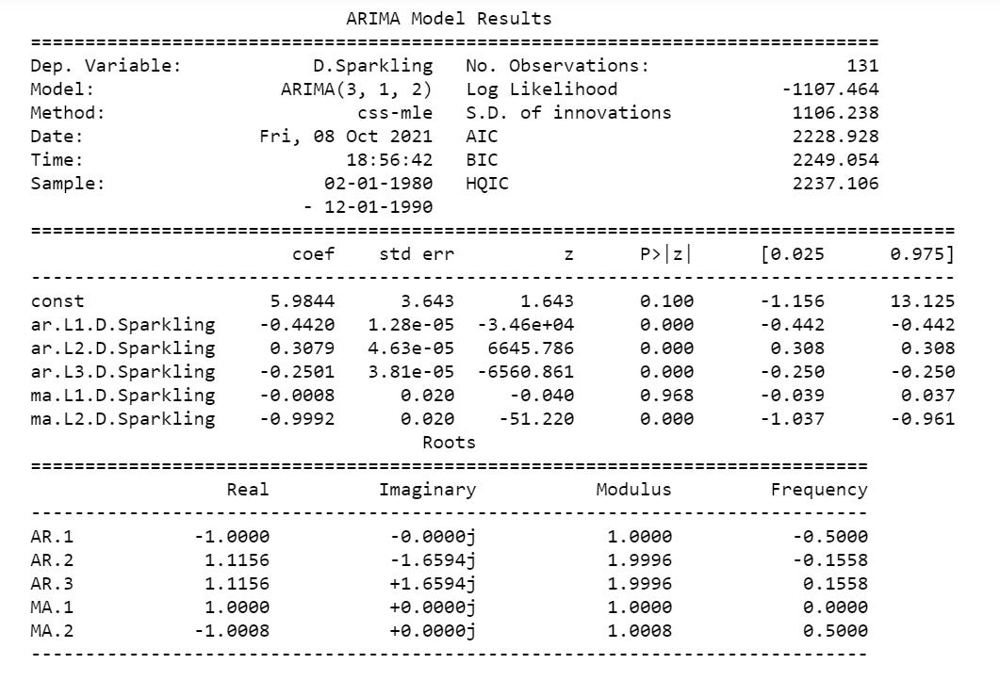 ARIMA Model Results
==============================================================================
Dep. Variable: D.Sparkling No. Observations: 131
Model: ARIMA(3, 1, 2) Log Likelihood -1107.464
Method: css-mle S.D. of innovations 1106.238
Date: Fri, 08 Oct 2021 AIC 2228.928
Time: 18:56:42 BIC 2249.054
Sample: 02-01-1980 HQIC 2237.106
- 12-01-1990
=====================================================================================
coef std err z P>|z| [0.025 0.975]
-------------------------------------------------------------------------------------
const 5.9844 3.643 1.643 0.100 -1.156 13.125
ar.L1.D.Sparkling -0.4420 1.28e-05 -3.46e+04 0.000 -0.442 -0.442
ar.L2.D.Sparkling 0.3079 4.63e-05 6645.786 0.000 0.308 0.308
ar.L3.D.Sparkling -0.2501 3.81e-05 -6560.861 0.000 -0.250 -0.250
ma.L1.D.Sparkling -0.0008 0.020 -0.040 0.968 -0.039 0.037
ma.L2.D.Sparkling -0.9992 0.020 -51.220 0.000 -1.037 -0.961
Roots
=============================================================================
Real Imaginary Modulus Frequency
-----------------------------------------------------------------------------
AR.1 -1.0000 -0.0000j 1.0000 -0.5000
AR.2 1.1156 -1.6594j 1.9996 -0.1558
AR.3 1.1156 +1.6594j 1.9996 0.1558
MA.1 1.0000 +0.0000j 1.0000 0.0000
MA.2 -1.0008 +0.0000j 1.0008 0.5000
-----------------------------------------------------------------------------